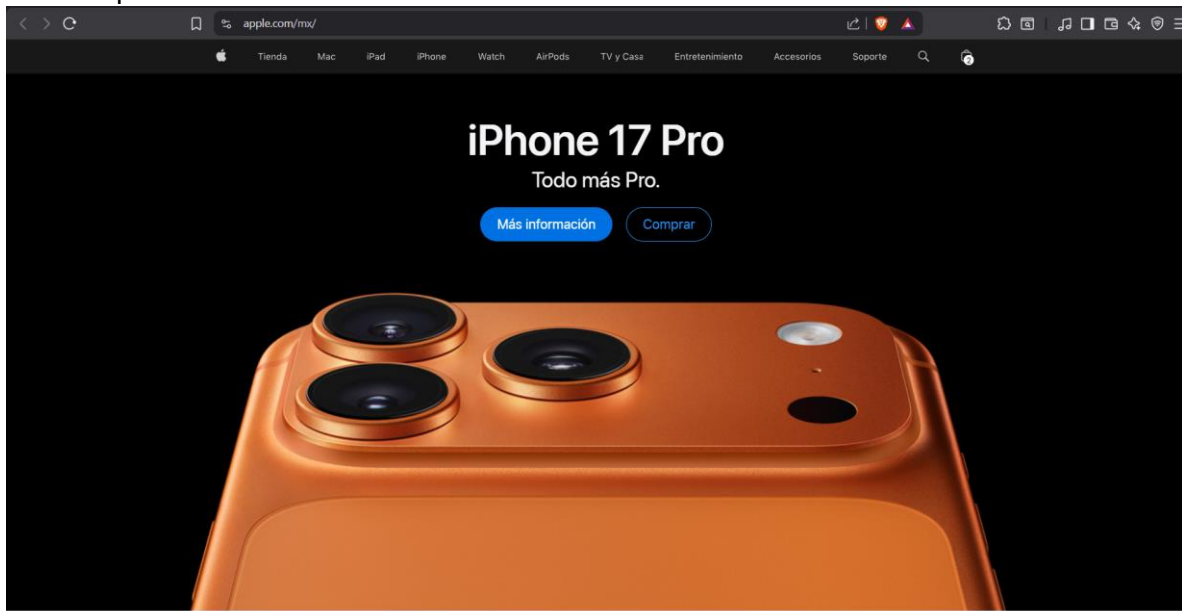 apple.com/mx/
Tienda Mac iPad iPhone Watch AirPods TV y Casa Entretenimiento Accesorios Soporte 2
iPhone 17 Pro
Todo más Pro.
Más información Comprar